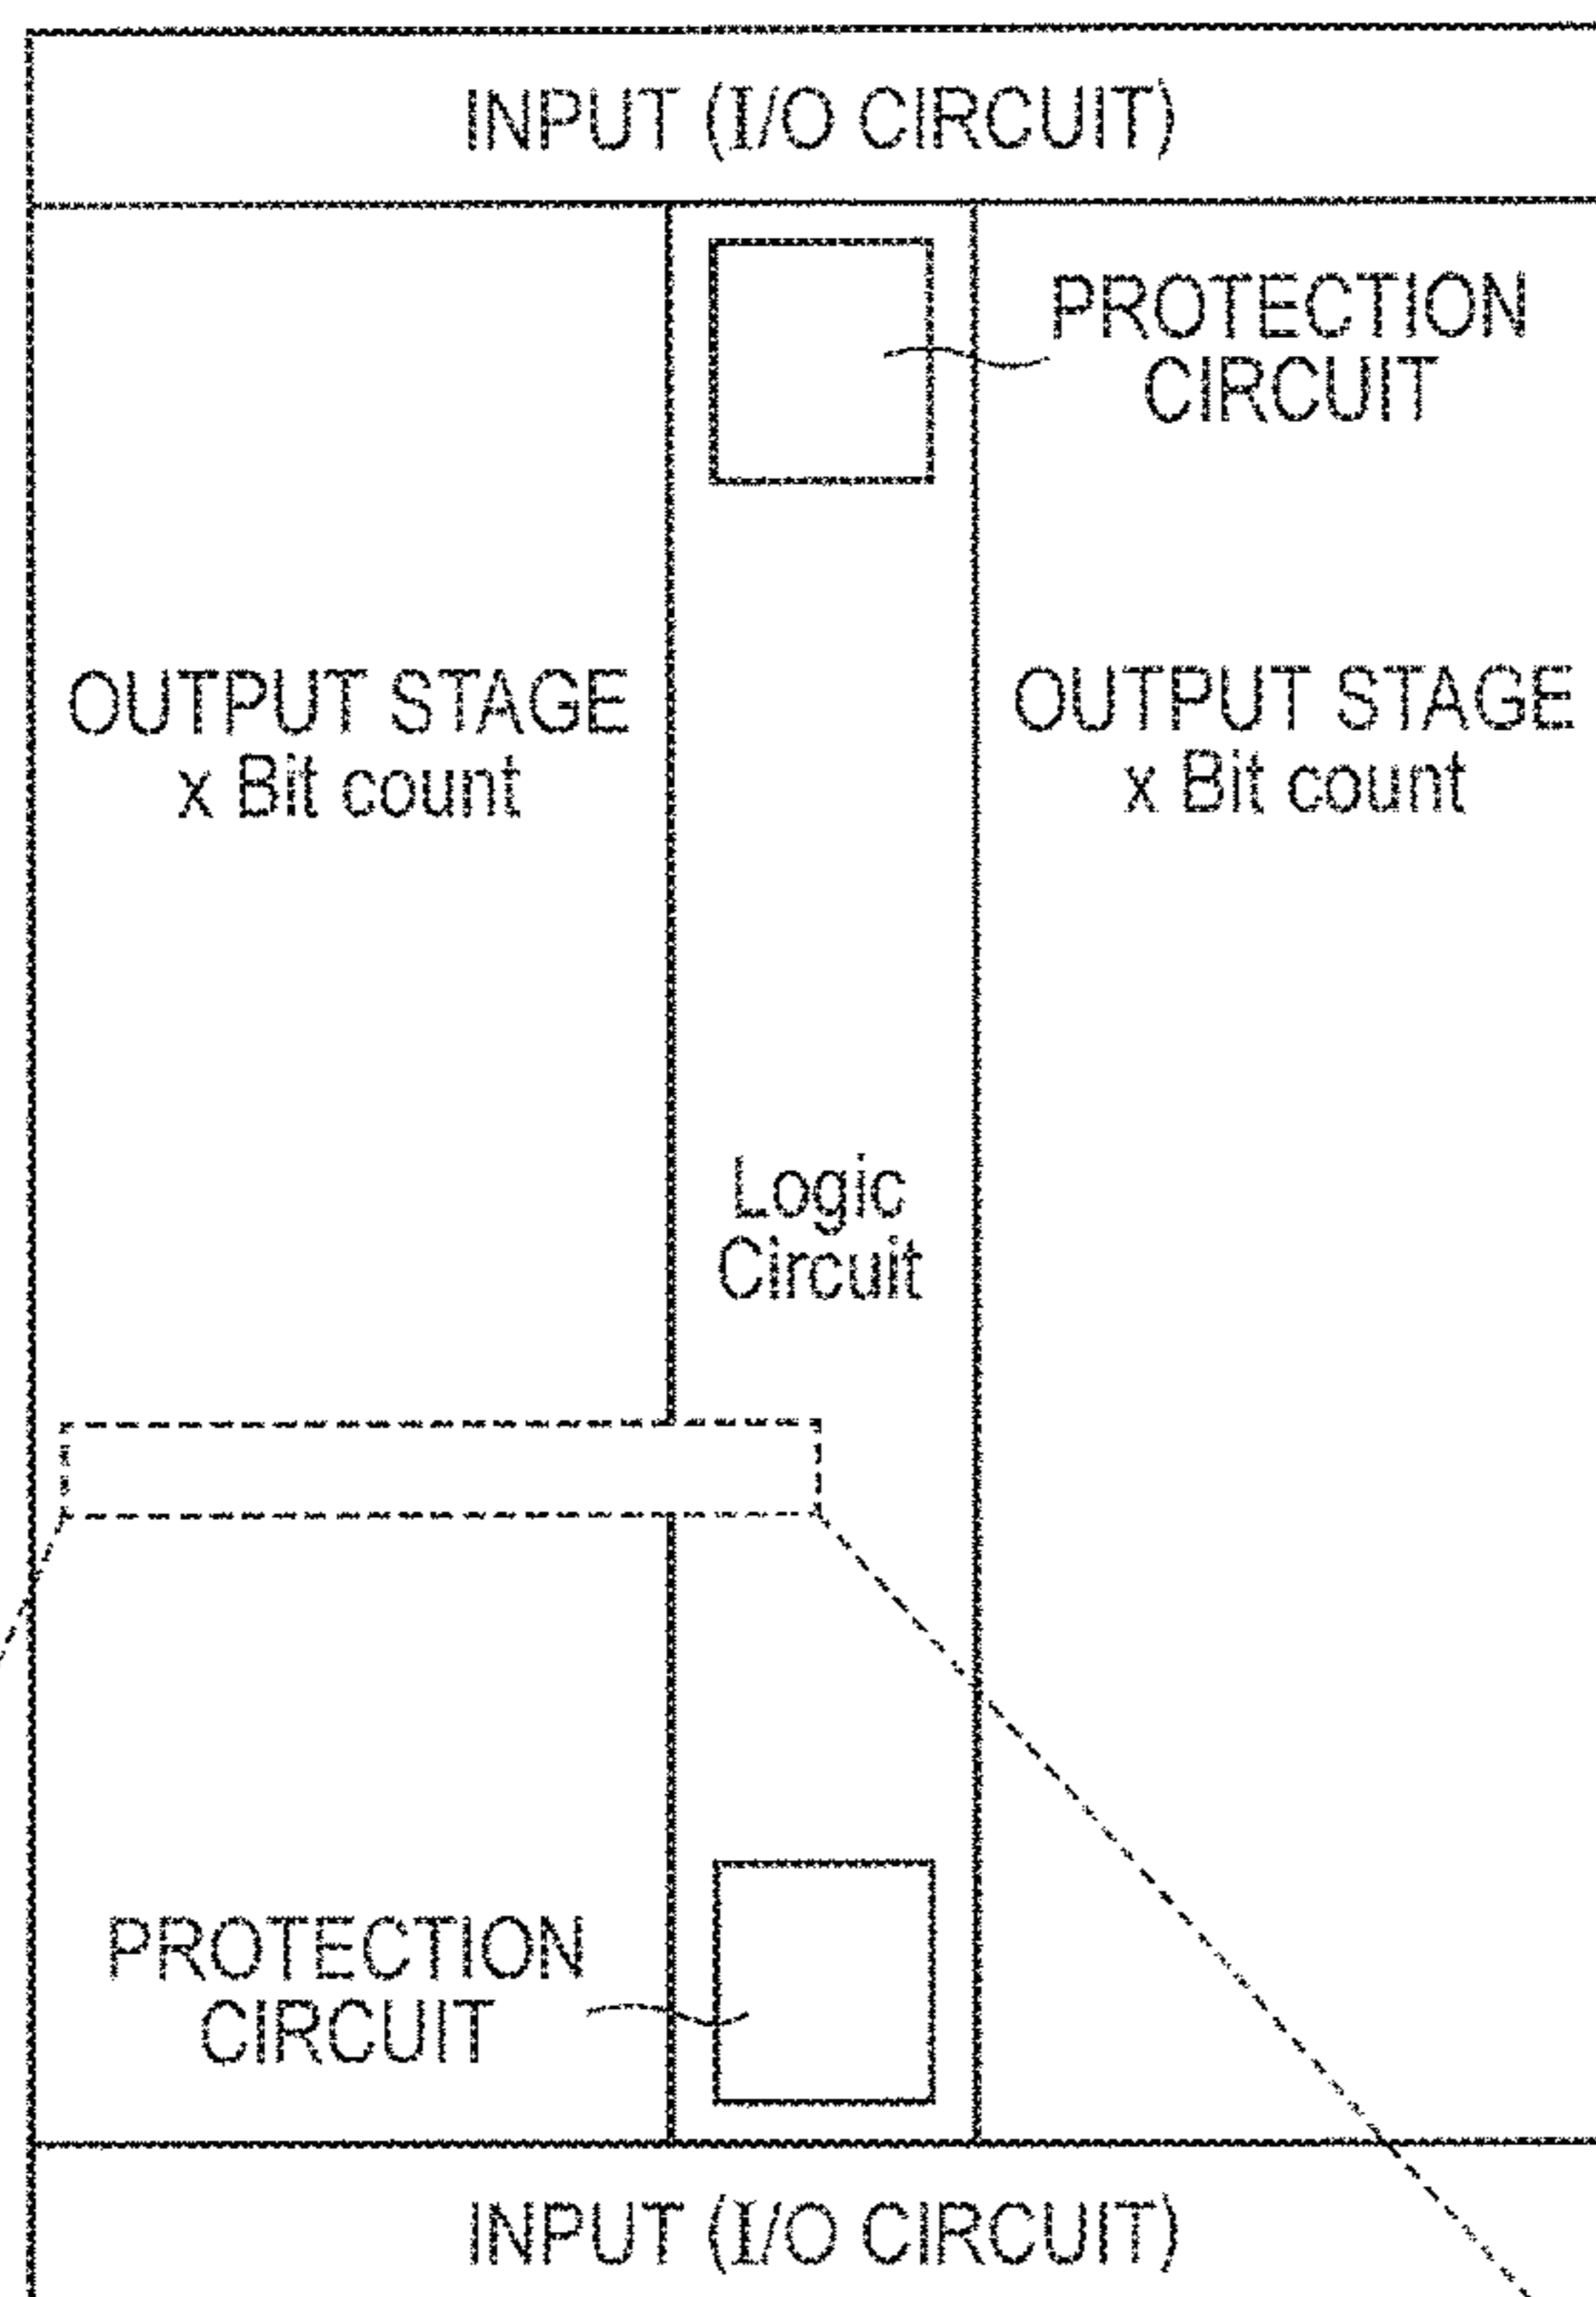 INPUT (I/O CIRCUIT)
PROTECTION
CIRCUIT
OUTPUT STAGE
x Bit count
OUTPUT STAGE
x Bit count
Logic
Circuit
PROTECTION
CIRCUIT
INPUT (I/O CIRCUIT)